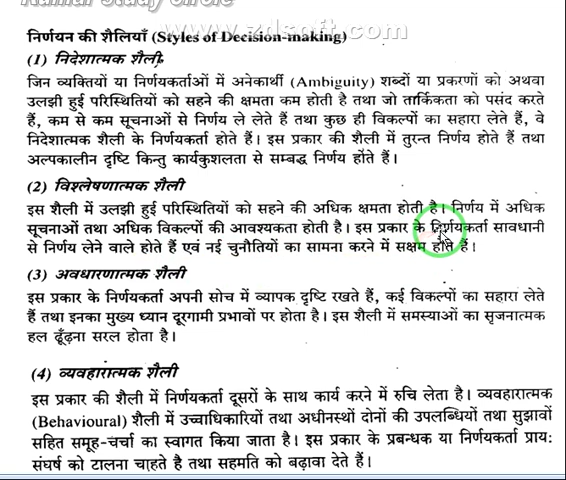 Kumar Study Circle
www.zdsoft.com
निर्णयन की शैलियाँ (Styles of Decision-making)
(1) निदेशात्मक शैली
जिन व्यक्तियों या निर्णयकर्ताओं में अनेकार्थी (Ambiguity) शब्दों या प्रकरणों को अथवा
उलझी हुई परिस्थितियों को सहने की क्षमता कम होती है तथा जो तार्किकता को पसंद करते
हैं, कम से कम सूचनाओं से निर्णय ले लेते हैं तथा कुछ ही विकल्पों का सहारा लेते हैं, वे
निदेशात्मक शैली के निर्णयकर्ता होते हैं। इस प्रकार की शैली में तुरन्त निर्णय होते हैं तथा
अल्पकालीन दृष्टि किन्तु कार्यकुशलता से सम्बद्ध निर्णय होते हैं।
(2) विश्लेषणात्मक शैली
इस शैली में उलझी हुई परिस्थितियों को सहने की अधिक क्षमता होती है। निर्णय में अधिक
सूचनाओं तथा अधिक विकल्पों की आवश्यकता होती है। इस प्रकार के निर्णयकर्ता सावधानी
से निर्णय लेने वाले होते हैं एवं नई चुनौतियों का सामना करने में सक्षम होते हैं।
(3) अवधारणात्मक शैली
इस प्रकार के निर्णयकर्ता अपनी सोच में व्यापक दृष्टि रखते हैं, कई विकल्पों का सहारा लेते
हैं तथा इनका मुख्य ध्यान दूरगामी प्रभावों पर होता है। इस शैली में समस्याओं का सृजनात्मक
हल ढूँढ़ना सरल होता है।
(4) व्यवहारात्मक शैली
इस प्रकार की शैली में निर्णयकर्ता दूसरों के साथ कार्य करने में रुचि लेता है। व्यवहारात्मक
(Behavioural) शैली में उच्चाधिकारियों तथा अधीनस्थों दोनों की उपलब्धियों तथा सुझावों
सहित समूह-चर्चा का स्वागत किया जाता है। इस प्रकार के प्रबन्धक या निर्णयकर्ता प्राय:
संघर्ष को टालना चाहते है तथा सहमति को बढ़ावा देते हैं।